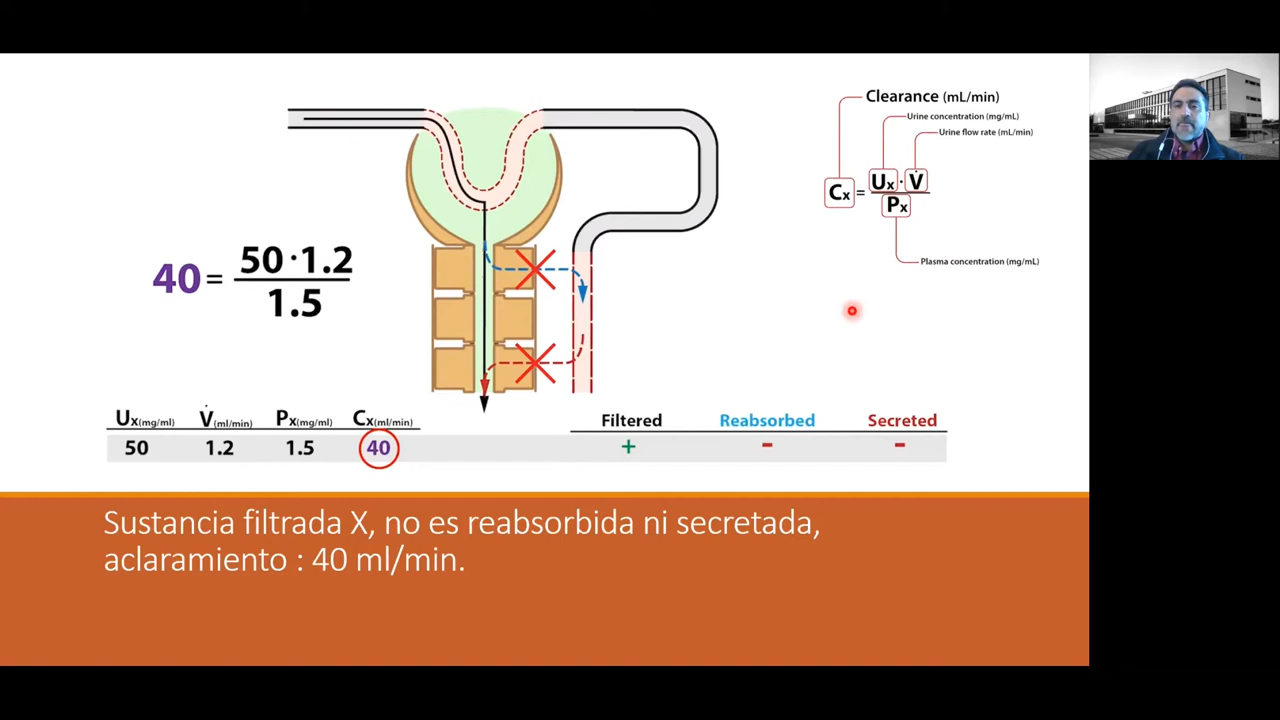 Clearance (mL/min)
Urine concentration (mg/mL)
Urine flow rate (mL/min)
Cx = Ux · V̇ / Px
Plasma concentration (mg/mL)
40 = 50 · 1.2 / 1.5
Ux(mg/ml) V̇(ml/min) Px(mg/ml) Cx(ml/min) Filtered Reabsorbed Secreted
50 1.2 1.5 40 + - -
Sustancia filtrada X, no es reabsorbida ni secretada,
aclaramiento : 40 ml/min.